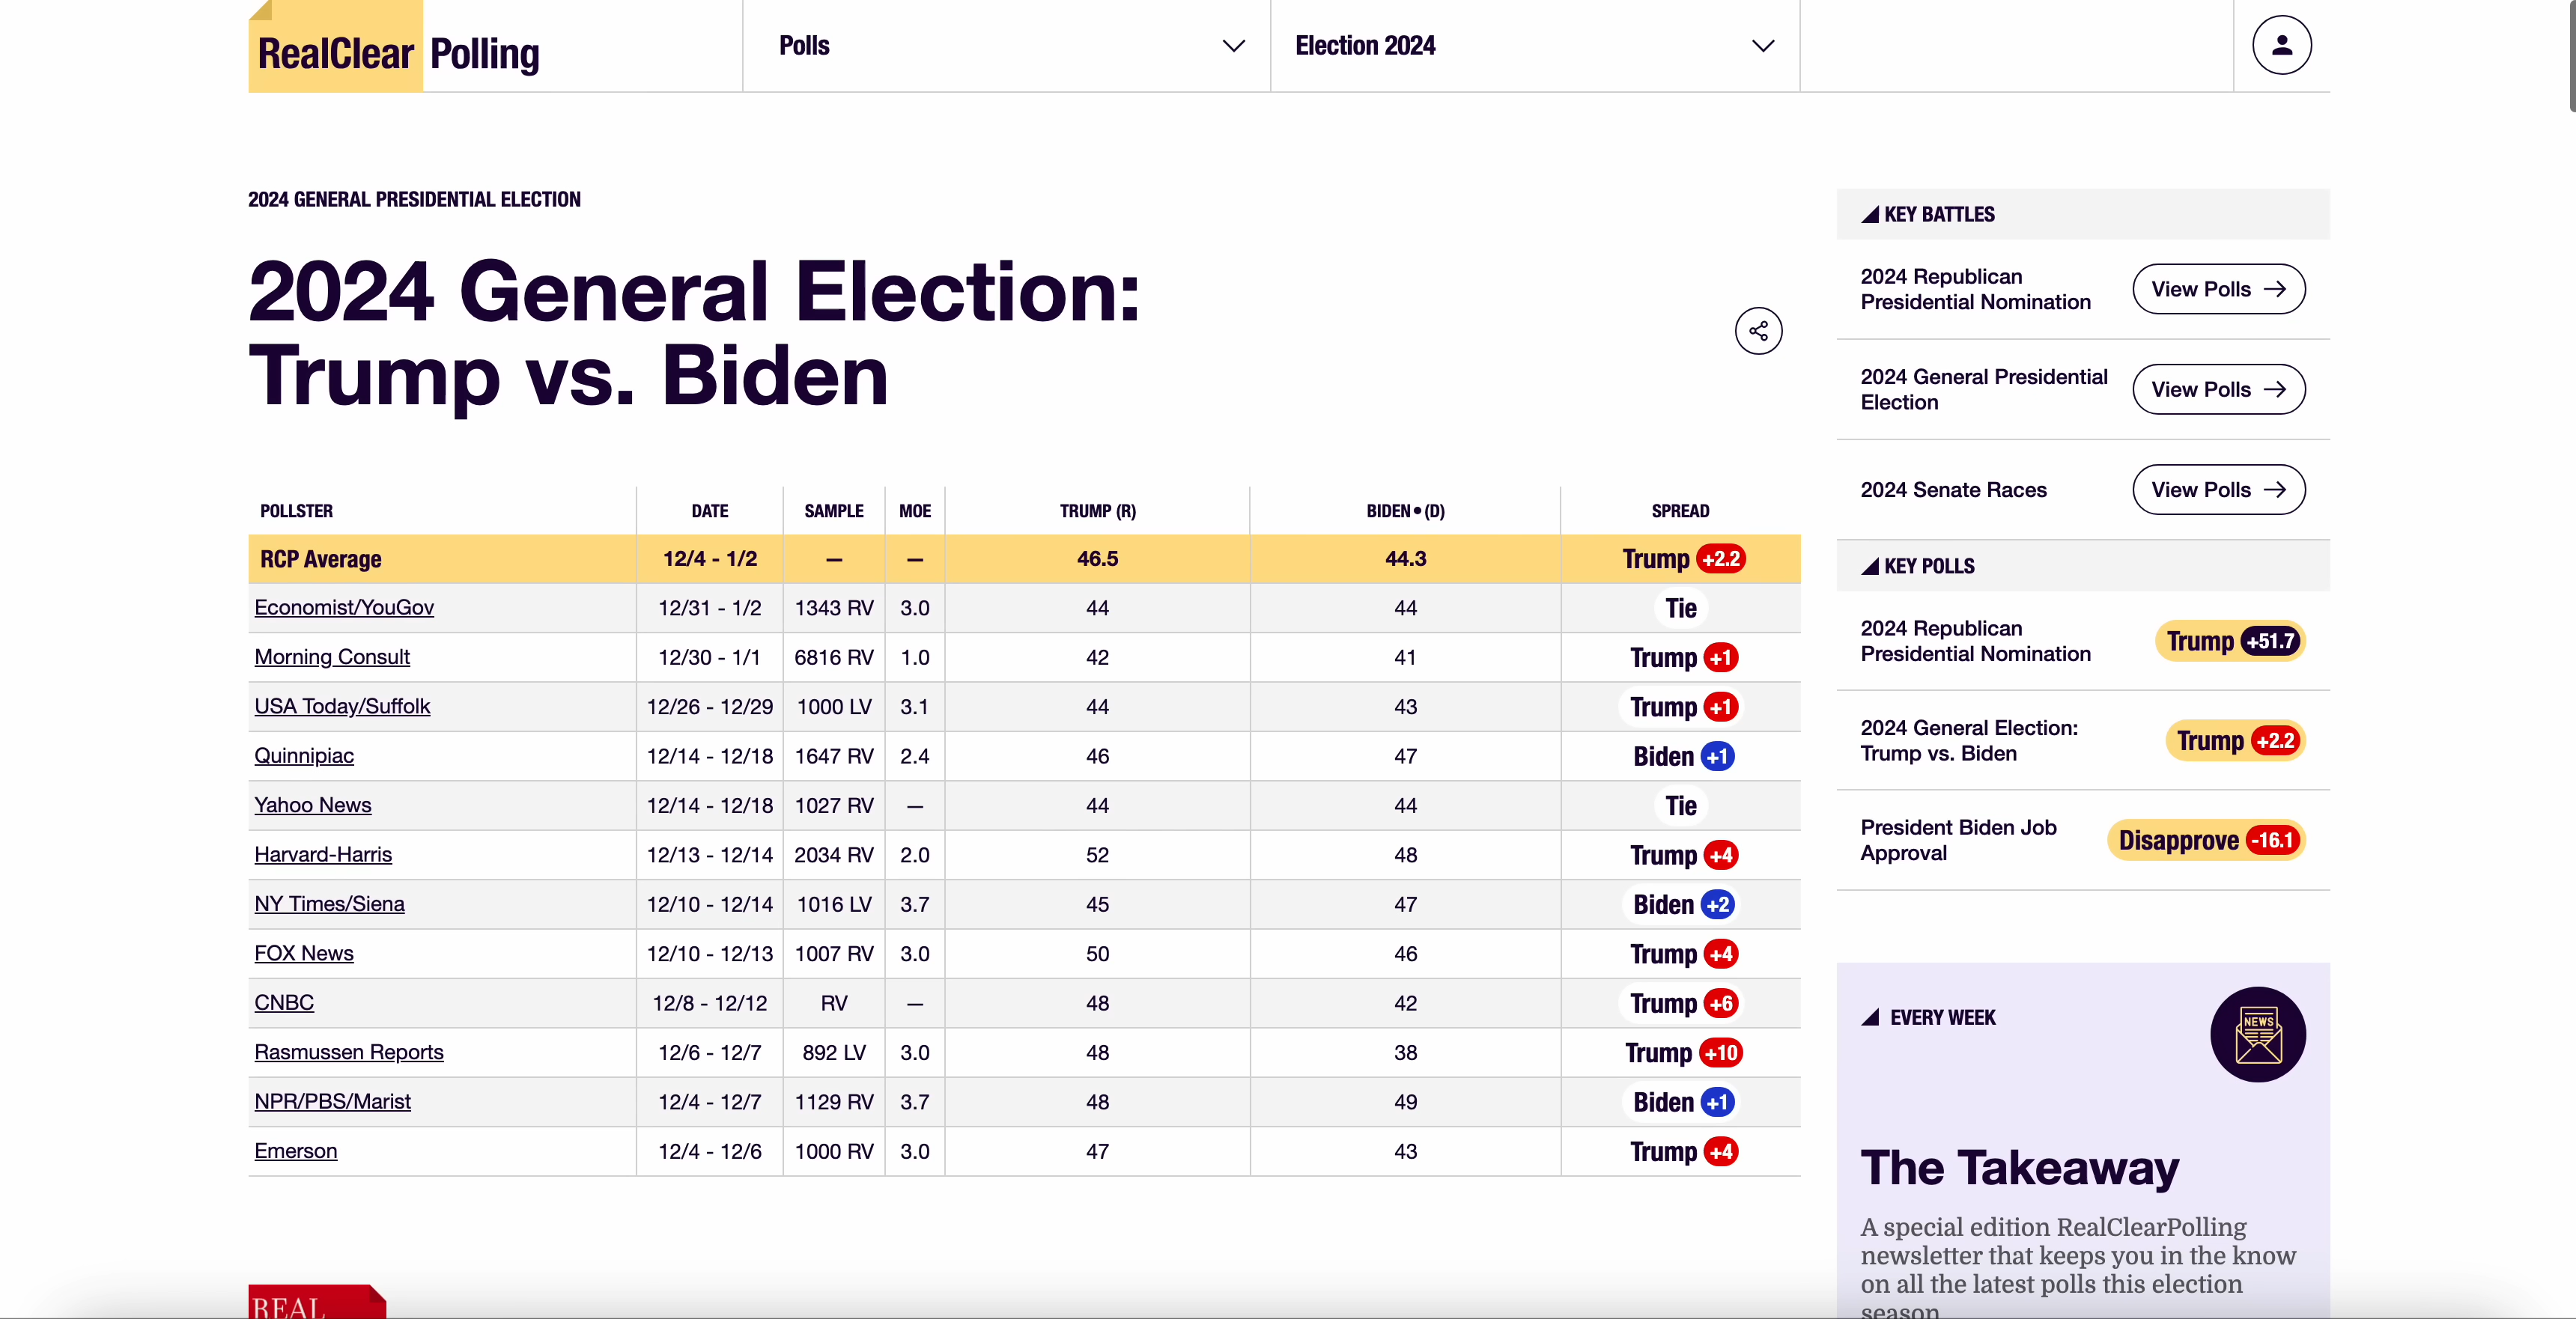 RealClear Polling
Polls
Election 2024
2024 GENERAL PRESIDENTIAL ELECTION
2024 General Election:
Trump vs. Biden
POLLSTER DATE SAMPLE MOE TRUMP (R) BIDEN • (D) SPREAD
RCP Average 12/4 - 1/2 — — 46.5 44.3 Trump +2.2
Economist/YouGov 12/31 - 1/2 1343 RV 3.0 44 44 Tie
Morning Consult 12/30 - 1/1 6816 RV 1.0 42 41 Trump +1
USA Today/Suffolk 12/26 - 12/29 1000 LV 3.1 44 43 Trump +1
Quinnipiac 12/14 - 12/18 1647 RV 2.4 46 47 Biden +1
Yahoo News 12/14 - 12/18 1027 RV — 44 44 Tie
Harvard-Harris 12/13 - 12/14 2034 RV 2.0 52 48 Trump +4
NY Times/Siena 12/10 - 12/14 1016 LV 3.7 45 47 Biden +2
FOX News 12/10 - 12/13 1007 RV 3.0 50 46 Trump +4
CNBC 12/8 - 12/12 RV — 48 42 Trump +6
Rasmussen Reports 12/6 - 12/7 892 LV 3.0 48 38 Trump +10
NPR/PBS/Marist 12/4 - 12/7 1129 RV 3.7 48 49 Biden +1
Emerson 12/4 - 12/6 1000 RV 3.0 47 43 Trump +4
REAL
KEY BATTLES
2024 Republican
Presidential Nomination
View Polls →
2024 General Presidential
Election
View Polls →
2024 Senate Races
View Polls →
KEY POLLS
2024 Republican
Presidential Nomination
Trump +51.7
2024 General Election:
Trump vs. Biden
Trump +2.2
President Biden Job
Approval
Disapprove -16.1
EVERY WEEK
NEWS
The Takeaway
A special edition RealClearPolling
newsletter that keeps you in the know
on all the latest polls this election
season